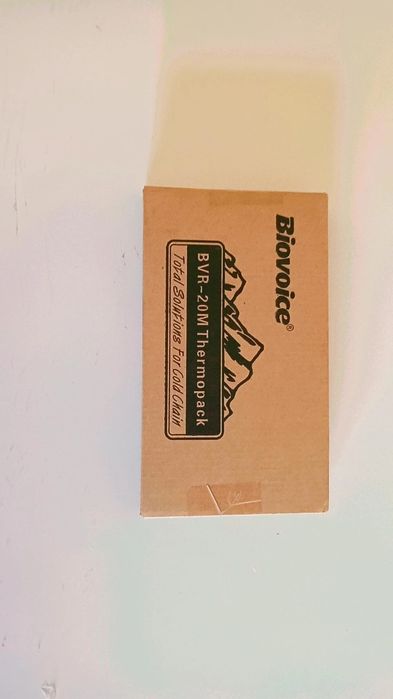 Biovoice®
BVR-20M Thermopack
Total Solutions For Cold Chain